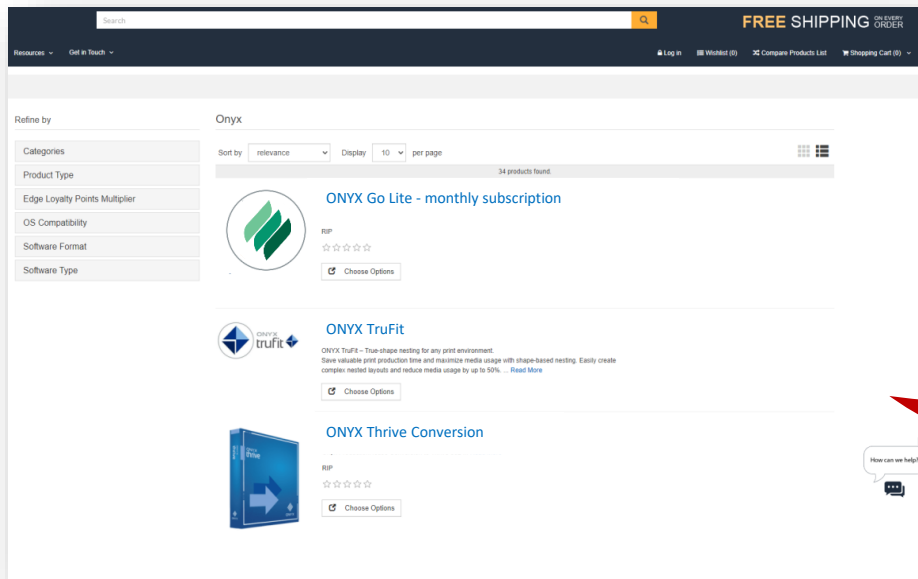 Search
FREE SHIPPING ON EVERY ORDER
Resources Get in Touch
Log in Wishlist (0) Compare Products List Shopping Cart (0)
Refine by
Categories
Product Type
Edge Loyalty Points Multiplier
OS Compatibility
Software Format
Software Type
Onyx
Sort by relevance Display 10 per page
34 products found
ONYX Go Lite - monthly subscription
RIP
Choose Options
ONYX
trufit
ONYX TruFit
ONYX TruFit – True-shape nesting for any print environment.
Save valuable print production time and maximize media usage with shape-based nesting. Easily create
complex nested layouts and reduce media usage by up to 50%. ... Read More
Choose Options
thrive
ONYX Thrive Conversion
RIP
Choose Options
How can we help?